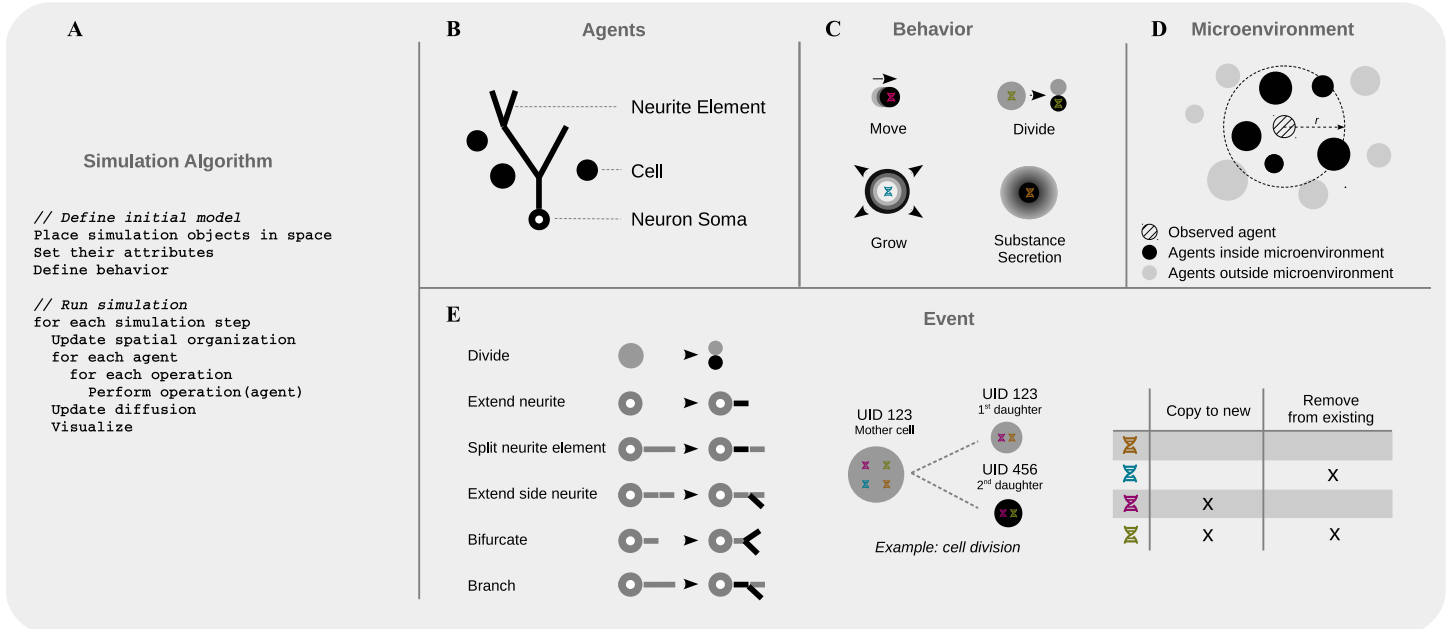 A
Simulation Algorithm
// Define initial model
Place simulation objects in space
Set their attributes
Define behavior
// Run simulation
for each simulation step
Update spatial organization
for each agent
for each operation
Perform operation(agent)
Update diffusion
Visualize
B
Agents
Neurite Element
Cell
Neuron Soma
C
Behavior
Move
Divide
Grow
Substance
Secretion
D
Microenvironment
r
Observed agent
Agents inside microenvironment
Agents outside microenvironment
E
Event
Divide
Extend neurite
Split neurite element
Extend side neurite
Bifurcate
Branch
UID 123
Mother cell
UID 123
1st daughter
UID 456
2nd daughter
Example: cell division
Copy to new
Remove
from existing
X
X
X X